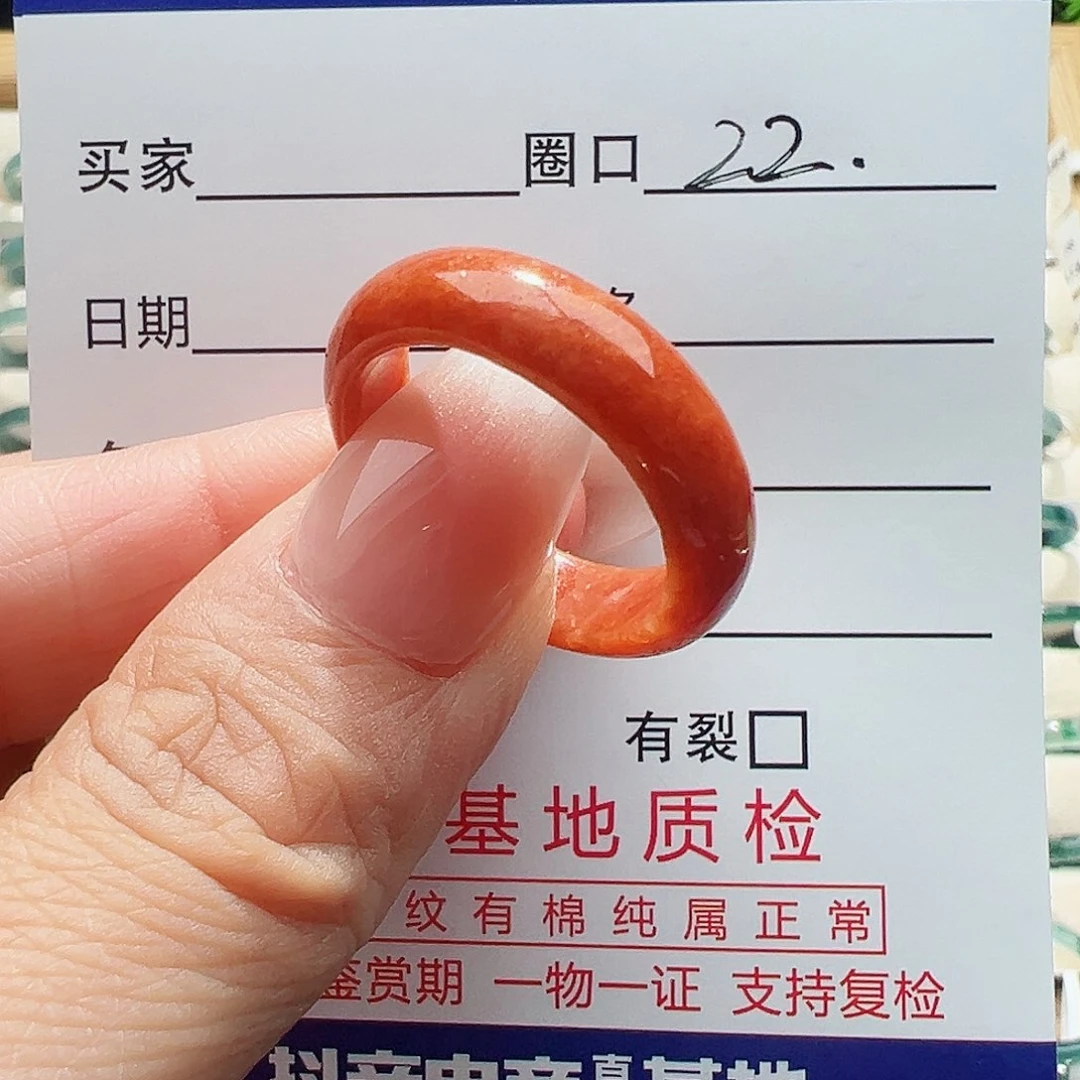 买家 圈口 22.
日期
有裂
基地质检
纹有棉纯属正常
鉴赏期 一物一证 支持复检